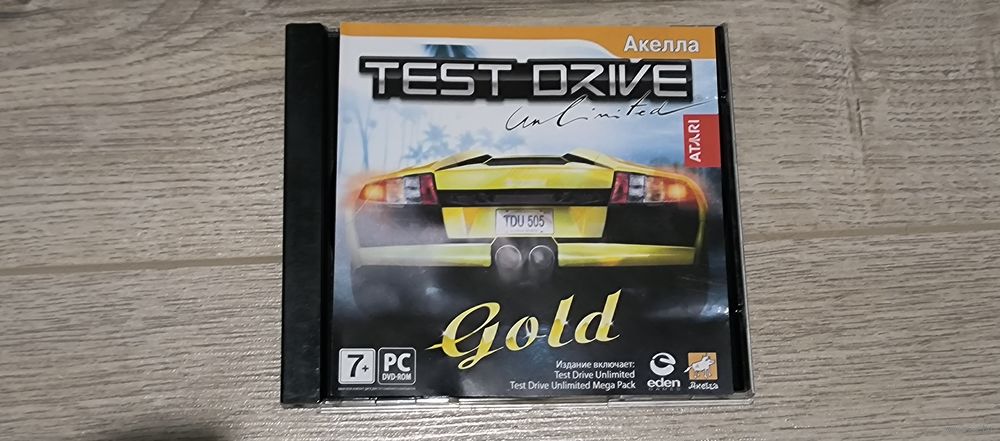 Акелла
TEST DRIVE
Unlimited
ATARI
TDU 505
Gold
7+
PC
DVD-ROM
Издание включает:
Test Drive Unlimited
Test Drive Unlimited Mega Pack
eden
GAMES
Акелла